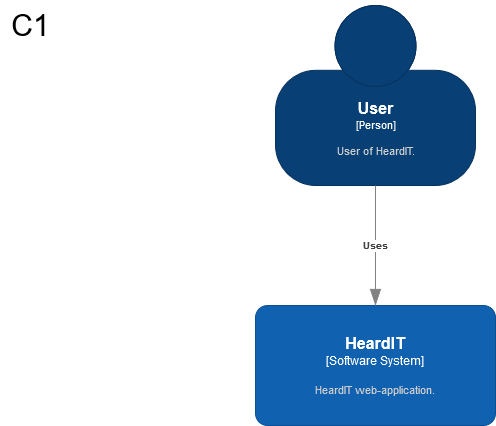 C1
User
[Person]
User of HeardIT.
Uses
HeardIT
[Software System]
HeardIT web-application.